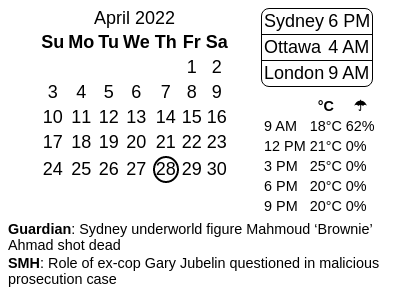 April 2022
Su Mo Tu We Th Fr Sa
1 2
3 4 5 6 7 8 9
10 11 12 13 14 15 16
17 18 19 20 21 22 23
24 25 26 27 28 29 30
Sydney 6 PM
Ottawa 4 AM
London 9 AM
°C ☂
9 AM 18°C 62%
12 PM 21°C 0%
3 PM 25°C 0%
6 PM 20°C 0%
9 PM 20°C 0%
Guardian: Sydney underworld figure Mahmoud ‘Brownie’
Ahmad shot dead
SMH: Role of ex-cop Gary Jubelin questioned in malicious
prosecution case